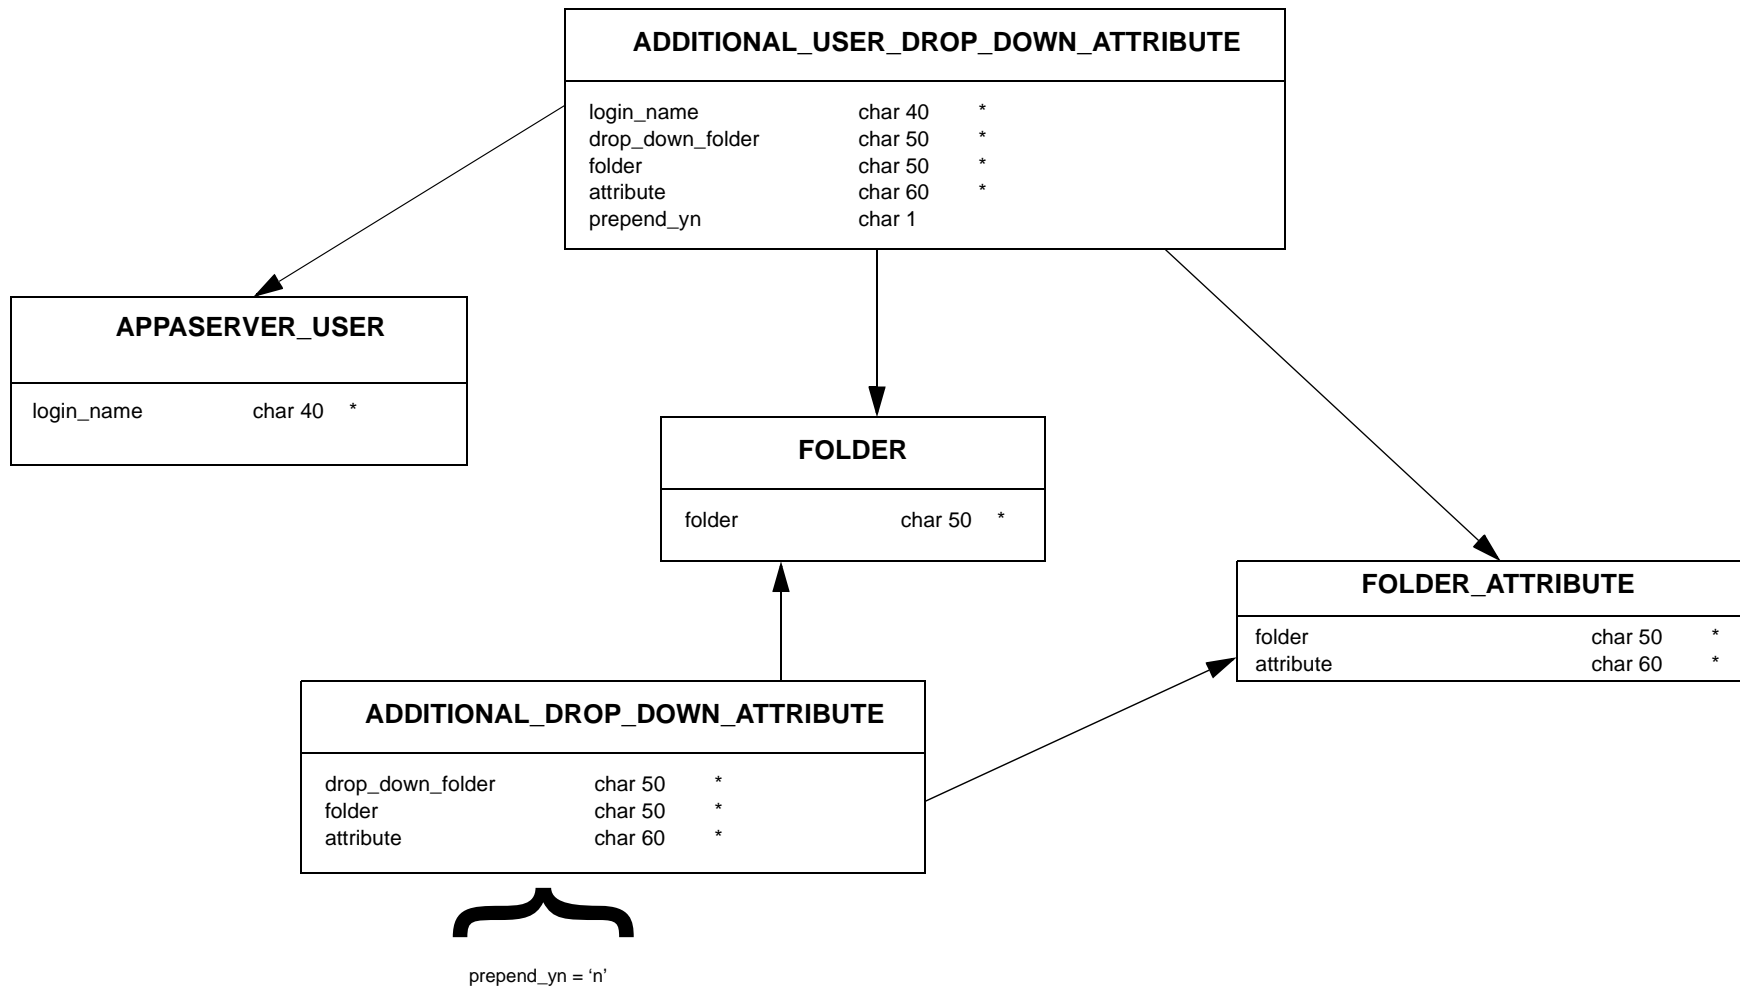 ADDITIONAL_USER_DROP_DOWN_ATTRIBUTE
login_name char 40 *
drop_down_folder char 50 *
folder char 50 *
attribute char 60 *
prepend_yn char 1
APPASERVER_USER
login_name char 40 *
FOLDER
folder char 50 *
FOLDER_ATTRIBUTE
folder char 50 *
attribute char 60 *
ADDITIONAL_DROP_DOWN_ATTRIBUTE
drop_down_folder char 50 *
folder char 50 *
attribute char 60 *
prepend_yn = ‘n’